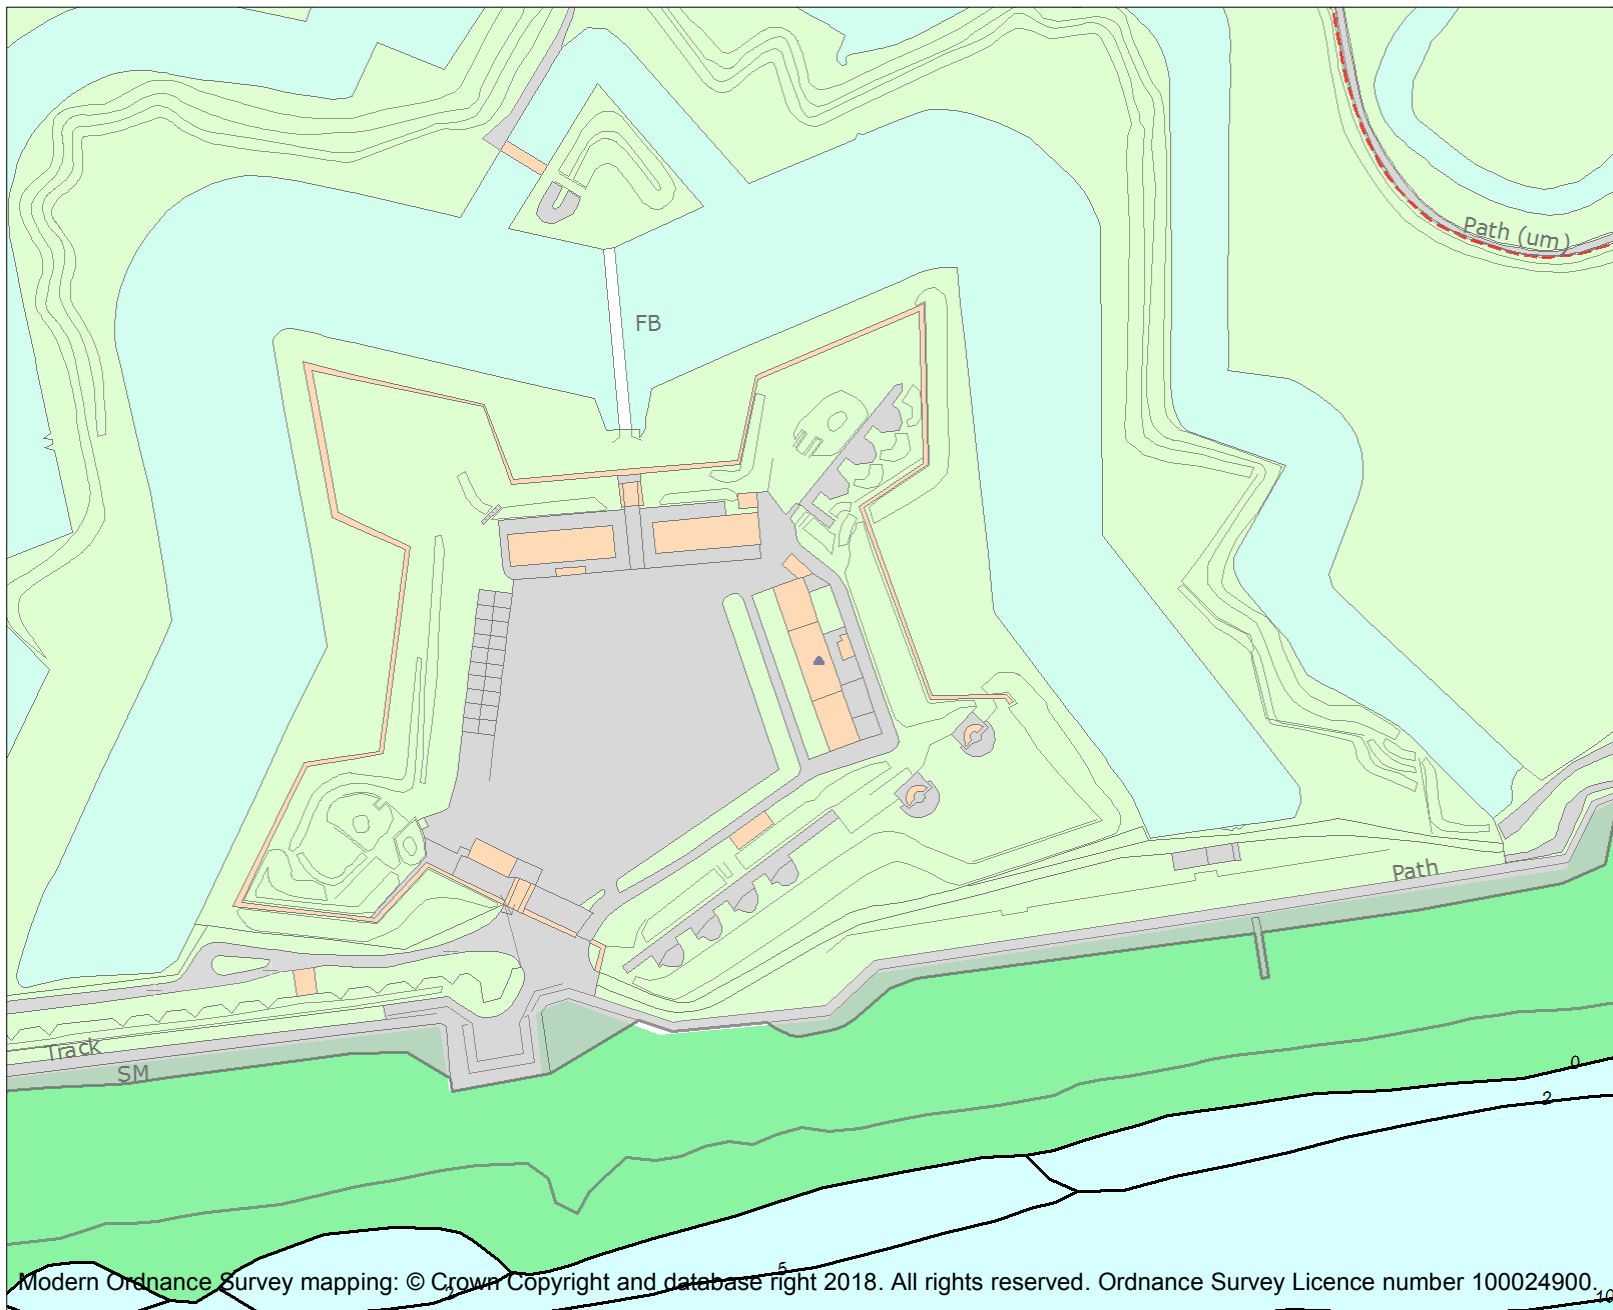 Path (um)
FB
Path
Track
SM
0
2
5
2
Modern Ordnance Survey mapping: © Crown Copyright and database right 2018. All rights reserved. Ordnance Survey Licence number 100024900.
10